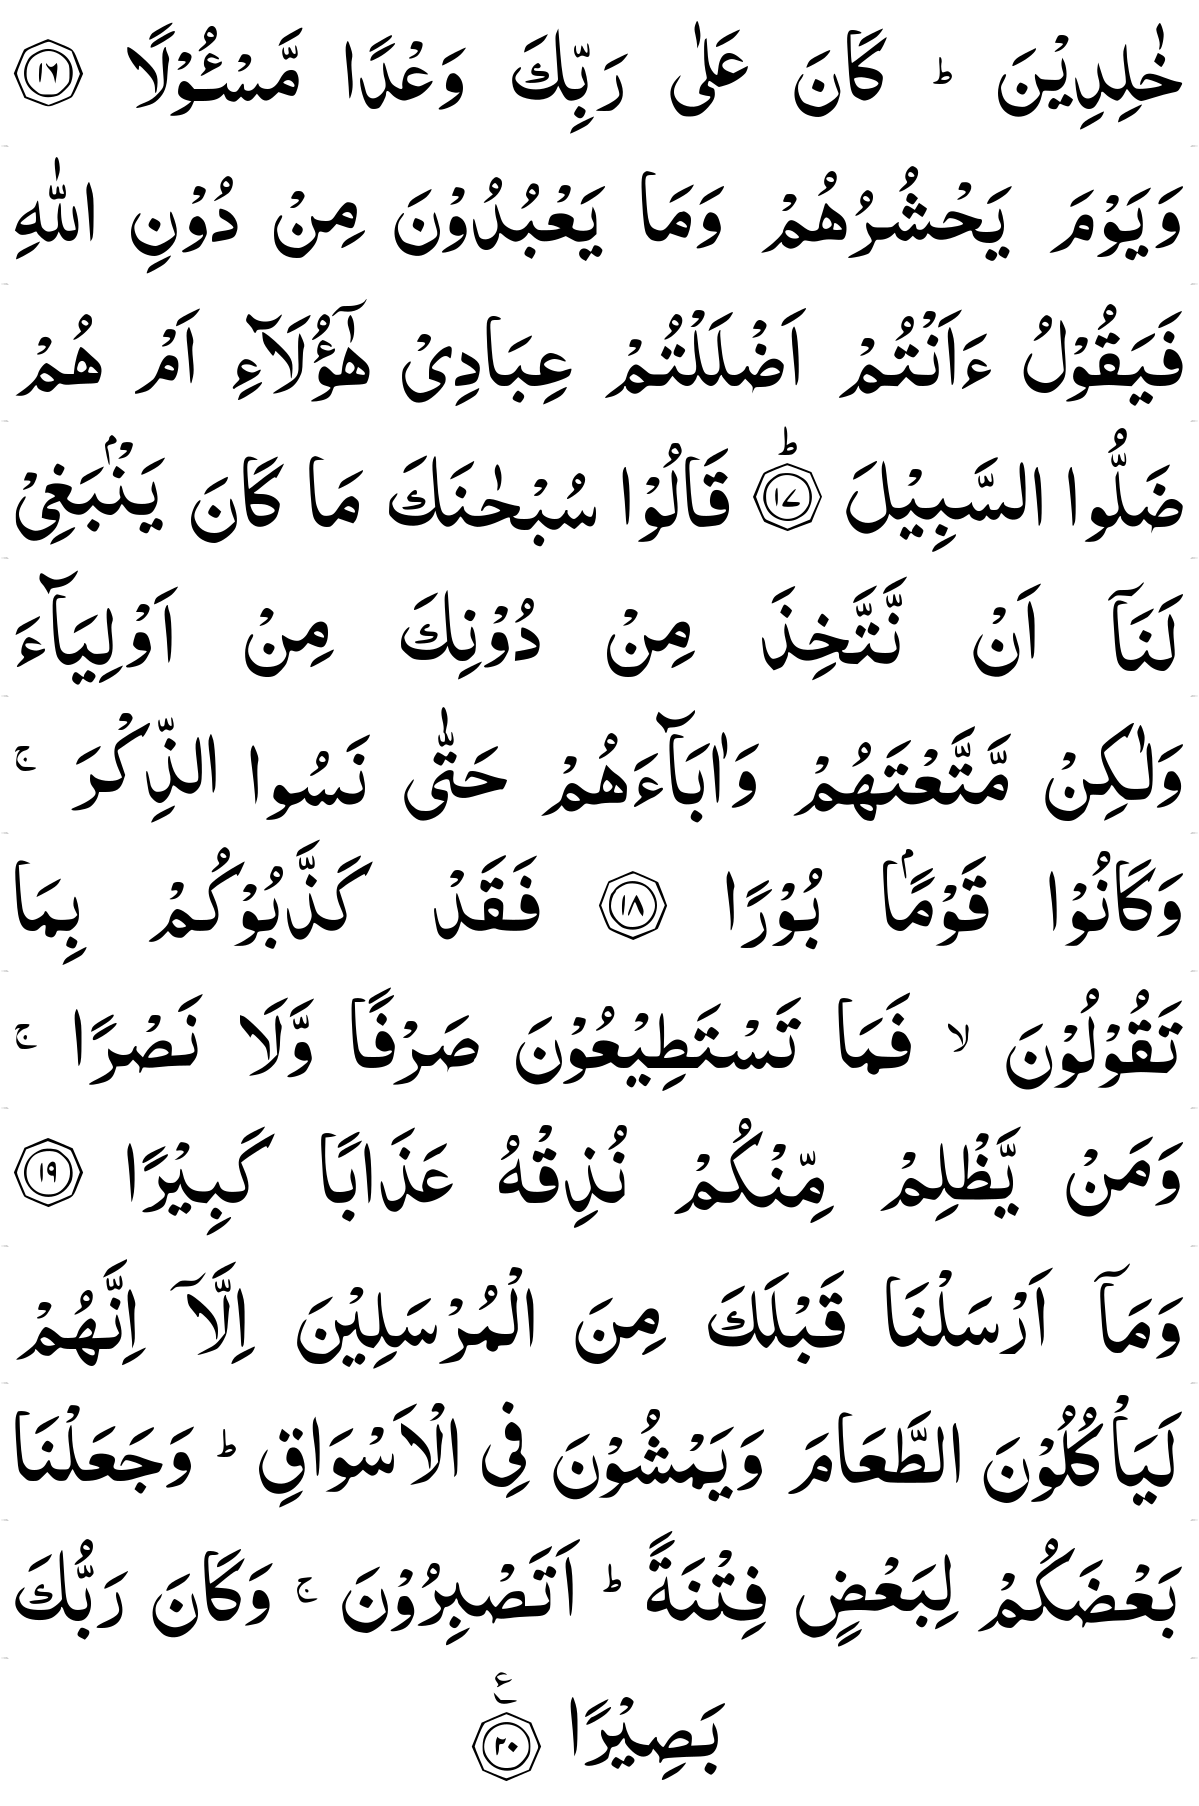 خٰلِدِيْنَ ؕ كَانَ عَلٰى رَبِّكَ وَعْدًا مَّسْـُٔوْلًا ۝١٦
وَيَوْمَ يَحْشُرُهُمْ وَمَا يَعْبُدُوْنَ مِنْ دُوْنِ اللّٰهِ
فَيَقُوْلُ ءَاَنْتُمْ اَضْلَلْتُمْ عِبَادِىْ هٰٓؤُلَآءِ اَمْ هُمْ
ضَلُّوا السَّبِيْلَ ؕ۝١٧ قَالُوْا سُبْحٰنَكَ مَا كَانَ يَنْۢبَغِىْ
لَنَاۤ اَنْ نَّتَّخِذَ مِنْ دُوْنِكَ مِنْ اَوْلِيَآءَ
وَلٰكِنْ مَّتَّعْتَهُمْ وَاٰبَآءَهُمْ حَتّٰى نَسُوا الذِّكْرَ ۚ
وَكَانُوْا قَوْمًۢا بُوْرًا ۝١٨ فَقَدْ كَذَّبُوْكُمْ بِمَا
تَقُوْلُوْنَ ۙ فَمَا تَسْتَطِيْعُوْنَ صَرْفًا وَّلَا نَصْرًا ۚ
وَمَنْ يَّظْلِمْ مِّنْكُمْ نُذِقْهُ عَذَابًا كَبِيْرًا ۝١٩
وَمَاۤ اَرْسَلْنَا قَبْلَكَ مِنَ الْمُرْسَلِيْنَ اِلَّاۤ اِنَّهُمْ
لَيَاْكُلُوْنَ الطَّعَامَ وَيَمْشُوْنَ فِى الْاَسْوَاقِ ؕ وَجَعَلْنَا
بَعْضَكُمْ لِبَعْضٍ فِتْنَةً ؕ اَتَصْبِرُوْنَ ۚ وَكَانَ رَبُّكَ
بَصِيْرًا ۝٢٠ ع